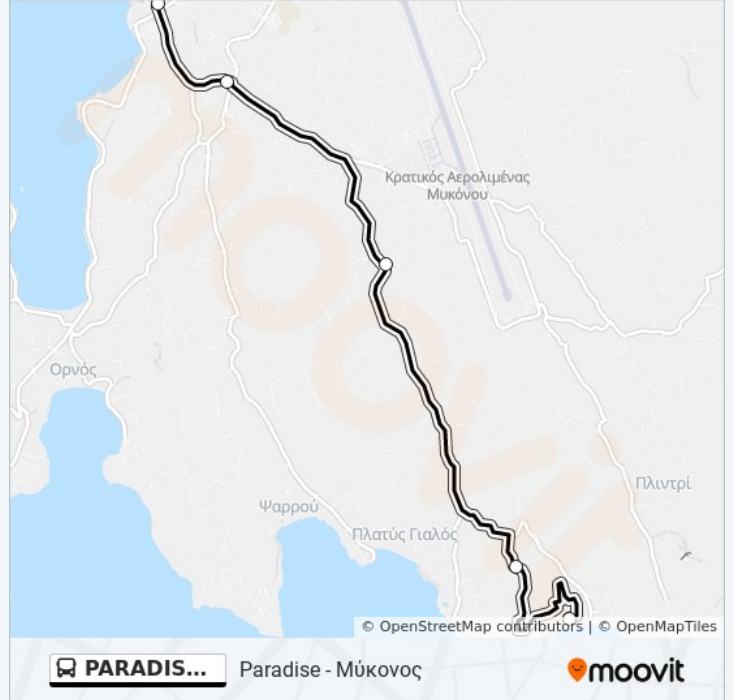 Κρατικός Αερολιμένας
Μυκόνου
Ορνός
Πλιντρί
Ψαρρού
Πλατύς Γιαλός
© OpenStreetMap contributors | © OpenMapTiles
PARADIS...
Paradise - Μύκονος
moovit